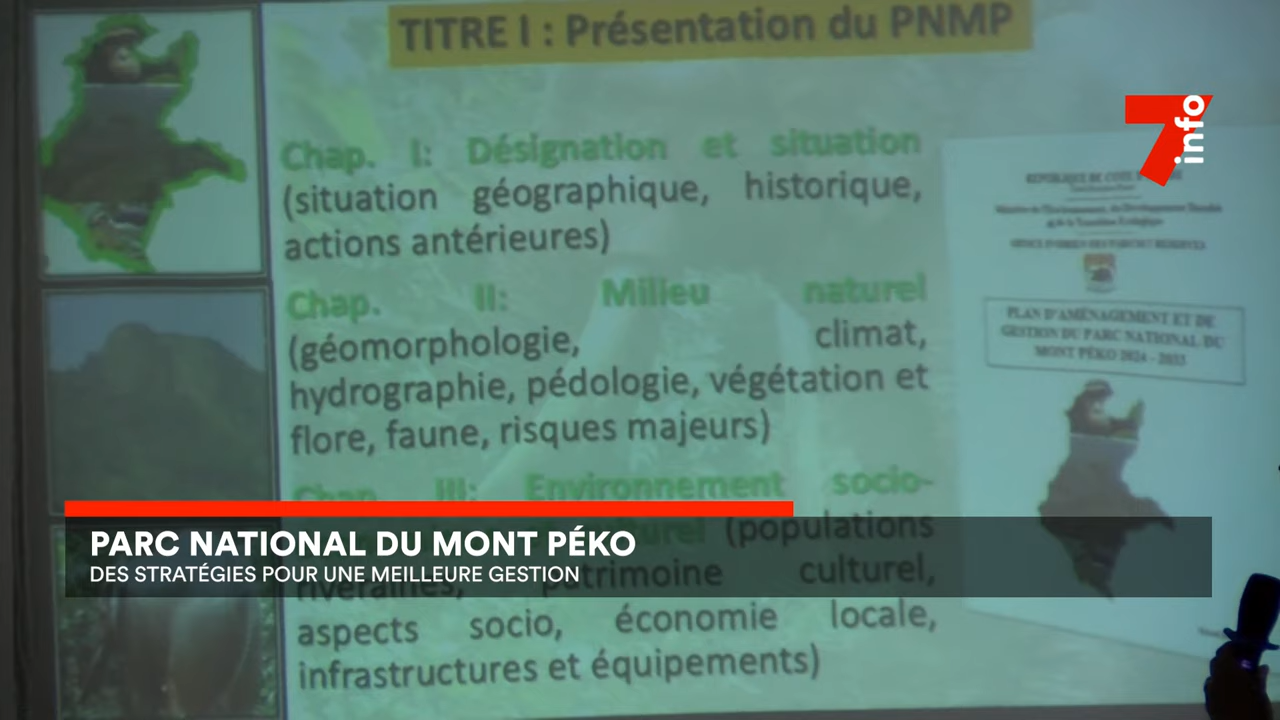 TITRE I : Présentation du PNMP
7 info
Chap. I: Désignation et situation
(situation géographique, historique,
actions antérieures)
Chap. II: Milieu naturel
(géomorphologie, climat,
hydrographie, pédologie, végétation et
flore, faune, risques majeurs)
Chap. III: Environnement socio-
(populations
riveraines, patrimoine culturel,
aspects socio, économie locale,
infrastructures et équipements)
PLAN D'AMÉNAGEMENT ET DE
GESTION DU PARC NATIONAL DU
MONT PÉKO 2024 - 2033
PARC NATIONAL DU MONT PÉKO
DES STRATÉGIES POUR UNE MEILLEURE GESTION